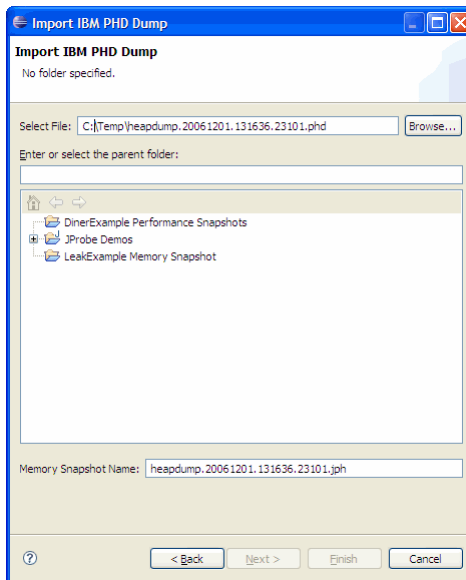 Import IBM PHD Dump
Import IBM PHD Dump
No folder specified.
Select File: C:\Temp\heapdump.20061201.131636.23101.phd Browse...
Enter or select the parent folder:
DinerExample Performance Snapshots
JProbe Demos
LeakExample Memory Snapshot
Memory Snapshot Name: heapdump.20061201.131636.23101.jph
? < Back Next > Finish Cancel